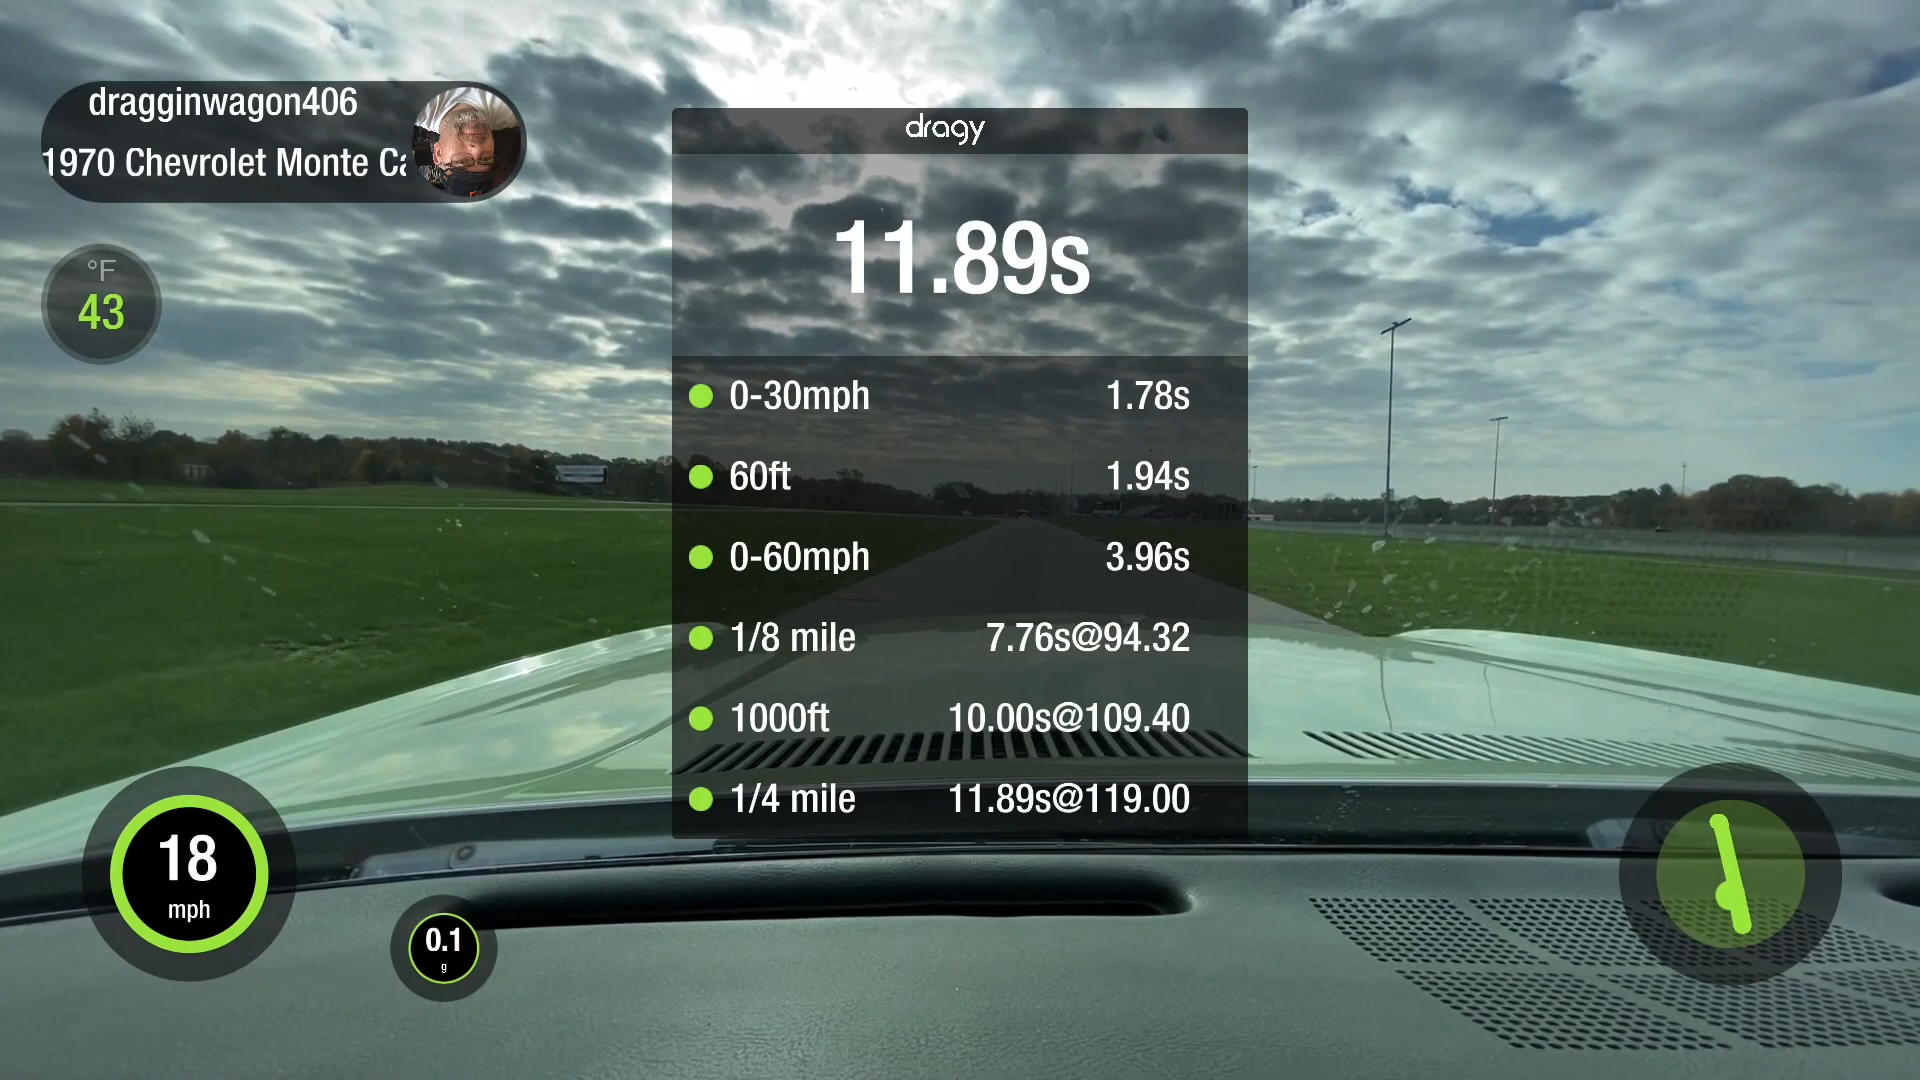 dragginwagon406
1970 Chevrolet Monte Ca
°F
43
dragy
11.89s
0-30mph 1.78s
60ft 1.94s
0-60mph 3.96s
1/8 mile 7.76s@94.32
1000ft 10.00s@109.40
1/4 mile 11.89s@119.00
18
mph
0.1
g